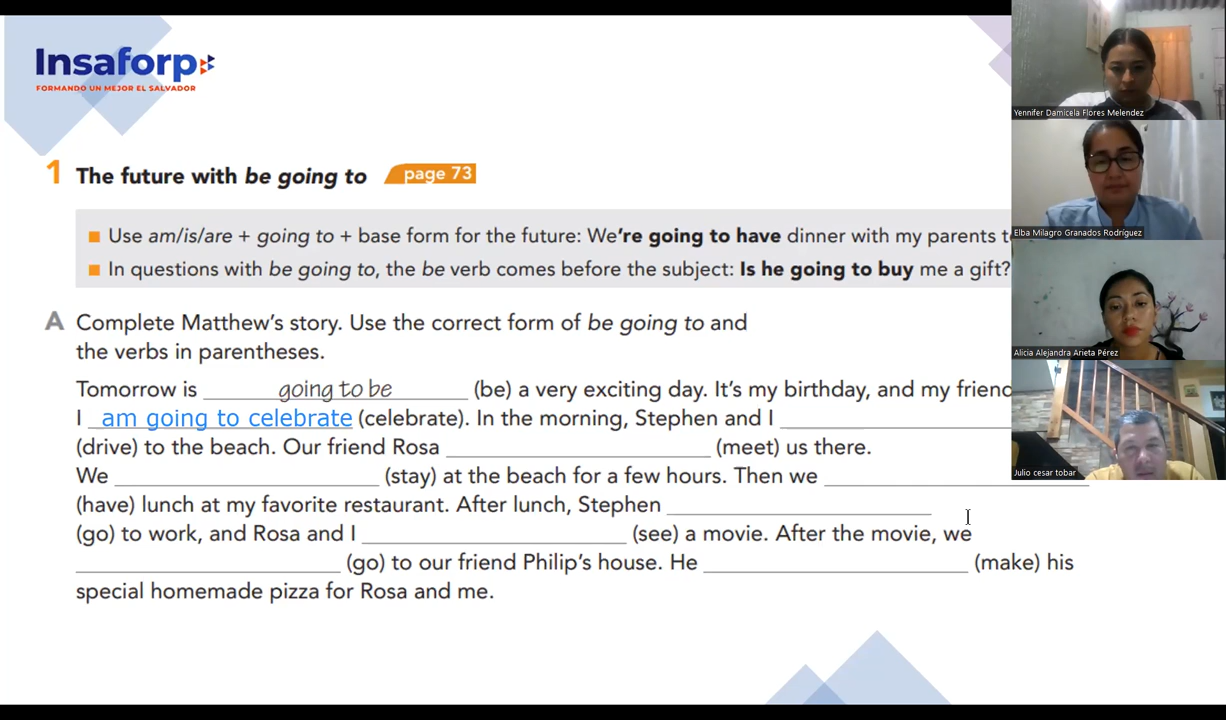 Insaforp
FORMANDO UN MEJOR EL SALVADOR
1 The future with be going to page 73
Use am/is/are + going to + base form for the future: We're going to have dinner with my parents
In questions with be going to, the be verb comes before the subject: Is he going to buy me a gift?
A Complete Matthew's story. Use the correct form of be going to and
the verbs in parentheses.
Tomorrow is going to be (be) a very exciting day. It's my birthday, and my friend
I am going to celebrate (celebrate). In the morning, Stephen and I
(drive) to the beach. Our friend Rosa (meet) us there.
We (stay) at the beach for a few hours. Then we
(have) lunch at my favorite restaurant. After lunch, Stephen
(go) to work, and Rosa and I (see) a movie. After the movie, we
(go) to our friend Philip's house. He (make) his
special homemade pizza for Rosa and me.
Yennifer Damicela Flores Melendez
Elba Milagro Granados Rodríguez
Alicia Alejandra Arieta Pérez
Julio cesar tobar